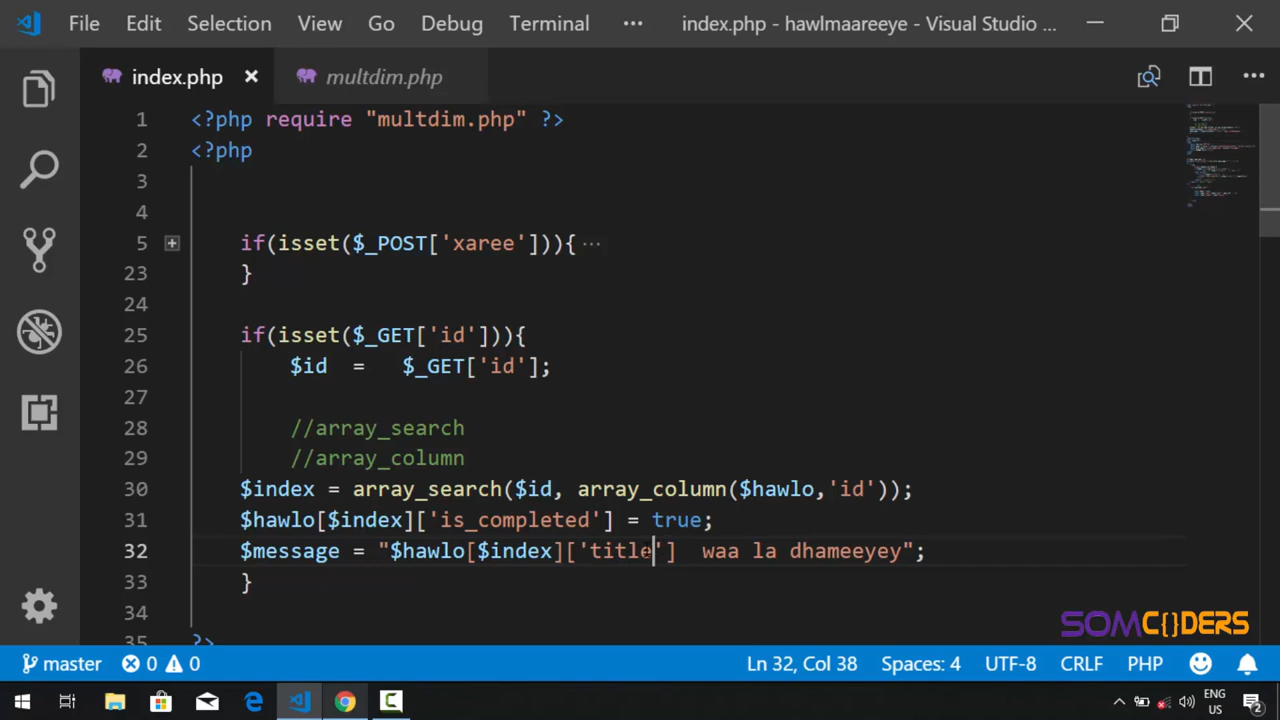 File Edit Selection View Go Debug Terminal ••• index.php - hawlmaareeye - Visual Studio ...
index.php multdim.php
1 <?php require "multdim.php" ?>
2 <?php
3
4
5 if(isset($_POST['xaree'])){ ···
23 }
24
25 if(isset($_GET['id'])){
26 $id = $_GET['id'];
27
28 //array_search
29 //array_column
30 $index = array_search($id, array_column($hawlo,'id'));
31 $hawlo[$index]['is_completed'] = true;
32 $message = "$hawlo[$index]['title'] waa la dhameeyey";
33 }
34
35 ?>
SOMC{}DERS
master 0 0 Ln 32, Col 38 Spaces: 4 UTF-8 CRLF PHP
ENG
US
2